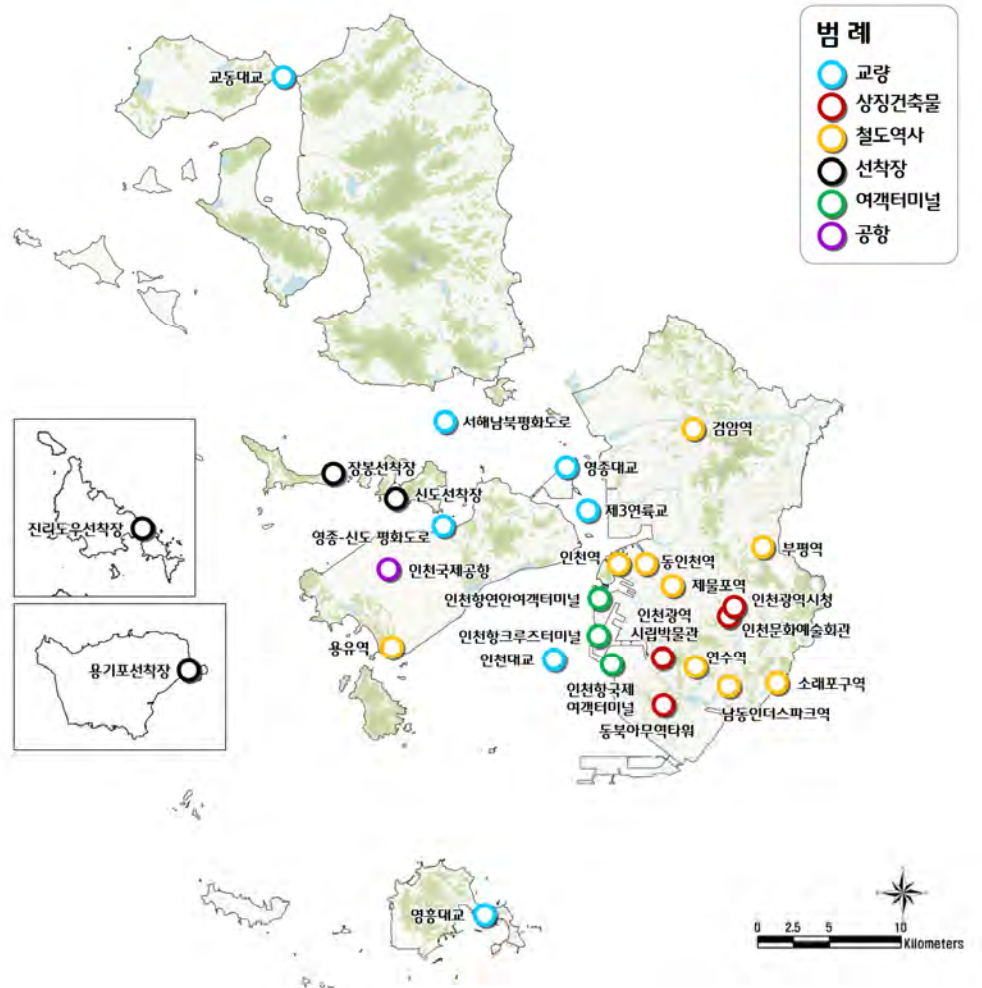 범 례
교량
상징건축물
철도역사
선착장
여객터미널
공항
교동대교
서해남북평화도로
검암역
장봉선착장
영종대교
신도선착장
제3연륙교
진리도우선착장
영종-신도 평화도로
인천역
동인천역
부평역
인천국제공항
제물포역
인천항연안여객터미널
인천광역
시립박물관
인천광역시청
인천문화예술회관
인천항크루즈터미널
용유역
인천대교
연수역
용기포선착장
소래포구역
인천항국제
여객터미널
남동인더스파크역
동북아무역타워
영흥대교
0 2.5 5 10
Kilometers